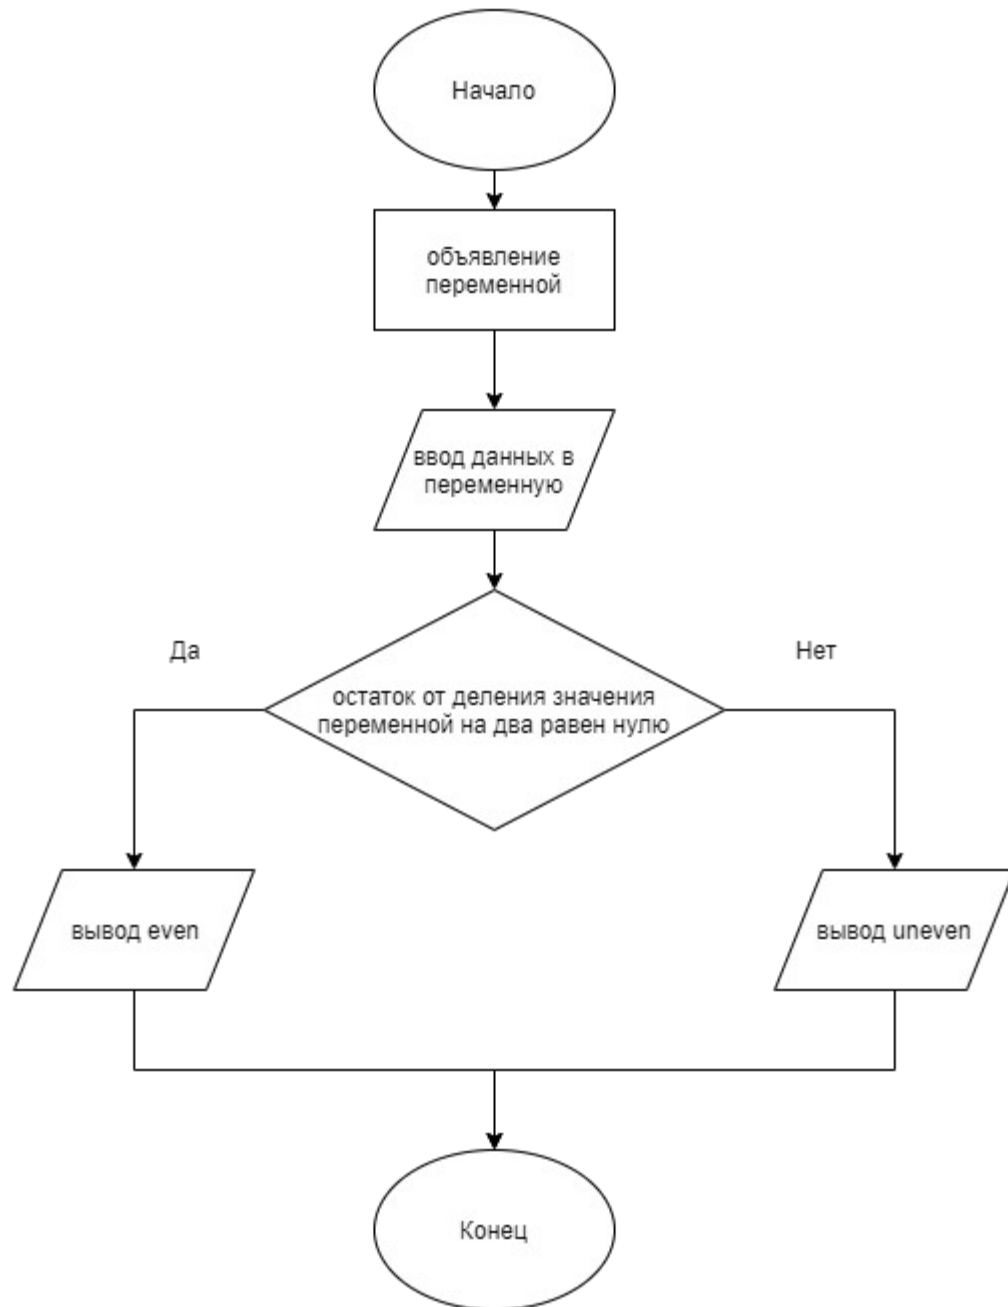 Начало
объявление
переменной
ввод данных в
переменную
Да
Нет
остаток от деления значения
переменной на два равен нулю
вывод even
вывод uneven
Конец